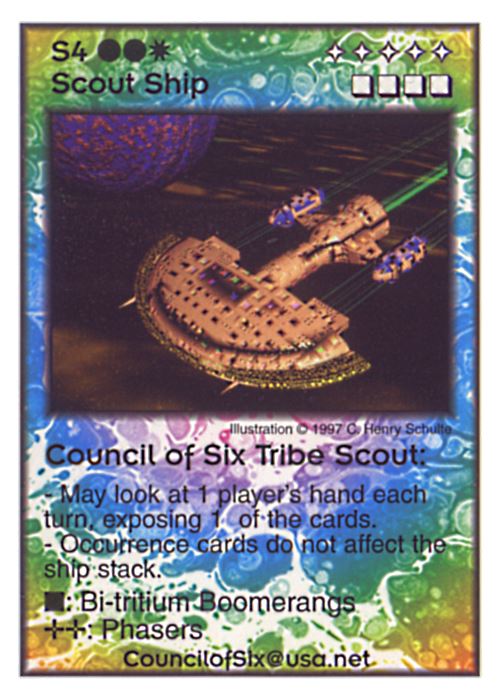 S4 ●●✷
Scout Ship
Illustration © 1997 C. Henry Schulte
Council of Six Tribe Scout:
- May look at 1 player's hand each
turn, exposing 1 of the cards.
- Occurrence cards do not affect the
ship stack.
■: Bi-tritium Boomerangs
✢✢: Phasers
CouncilofSix@usa.net